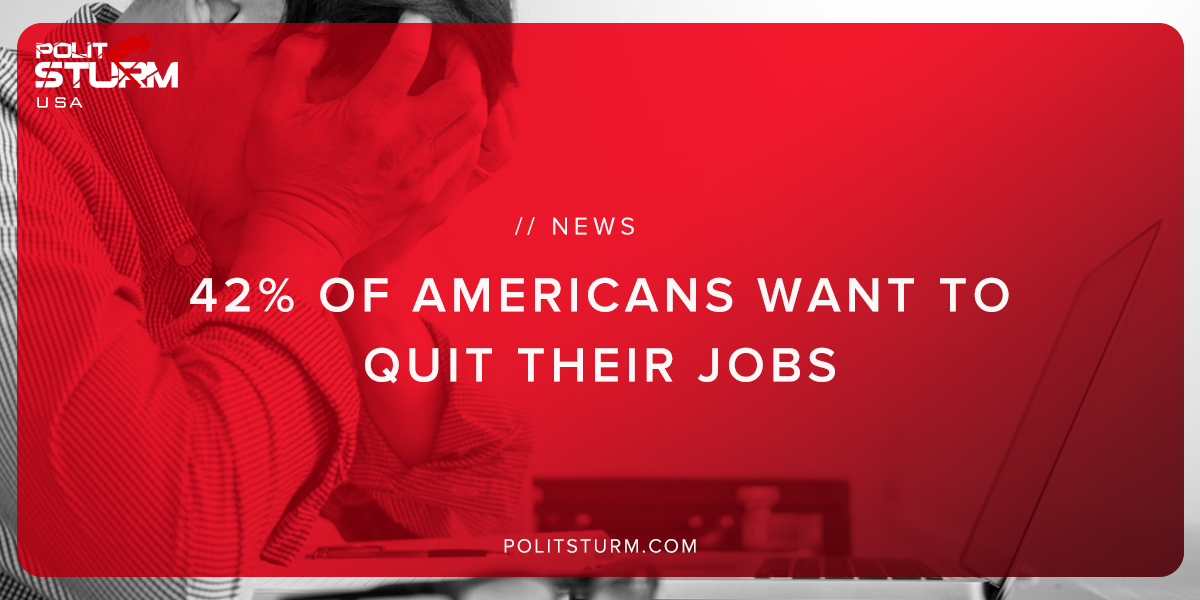 POLIT
STURM
USA
// NEWS
42% OF AMERICANS WANT TO
QUIT THEIR JOBS
POLITSTURM.COM